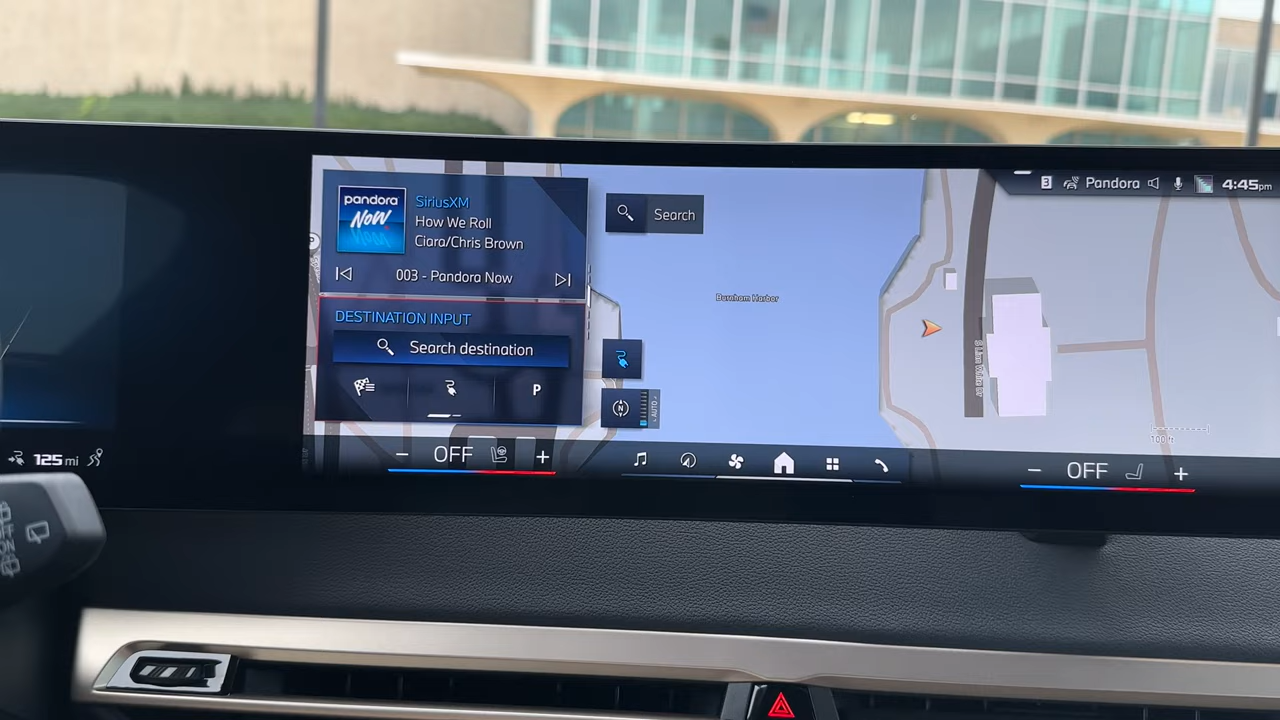 pandora
NOW
SiriusXM
How We Roll
Ciara/Chris Brown
003 - Pandora Now
DESTINATION INPUT
Search destination
P
Search
Burnham Harbor
N
AUTO
3
Pandora
4:45pm
100 ft
125 mi
OFF
OFF